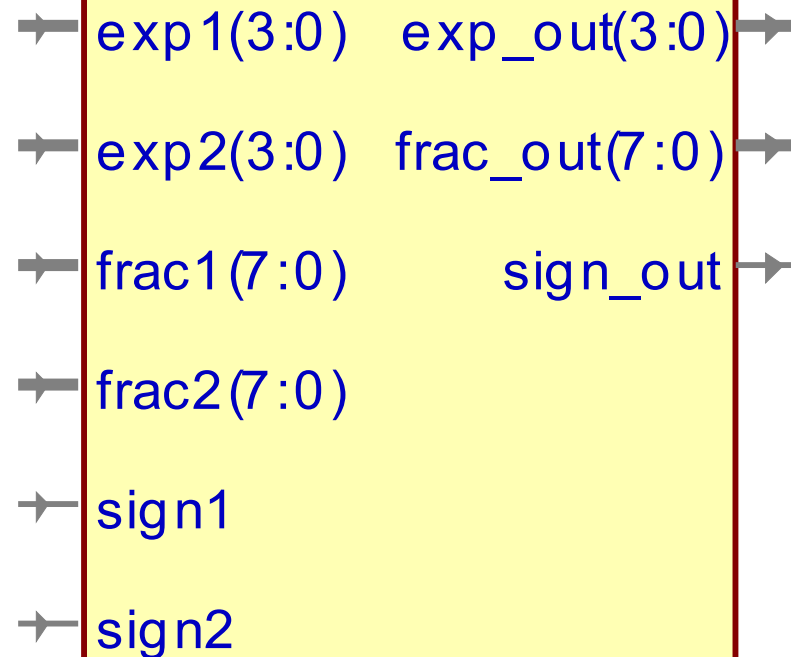 exp1(3:0) exp_out(3:0)
exp2(3:0) frac_out(7:0)
frac1(7:0) sign_out
frac2(7:0)
sign1
sign2